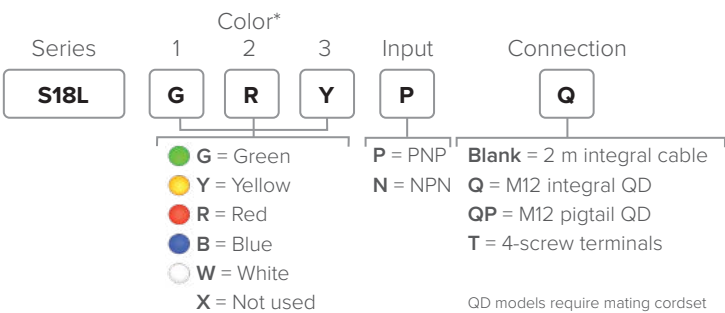 Color*
Series 1 2 3 Input Connection
S18L G R Y P Q
G = Green
Y = Yellow
R = Red
B = Blue
W = White
X = Not used
P = PNP
N = NPN
Blank = 2 m integral cable
Q = M12 integral QD
QP = M12 pigtail QD
T = 4-screw terminals
QD models require mating cordset